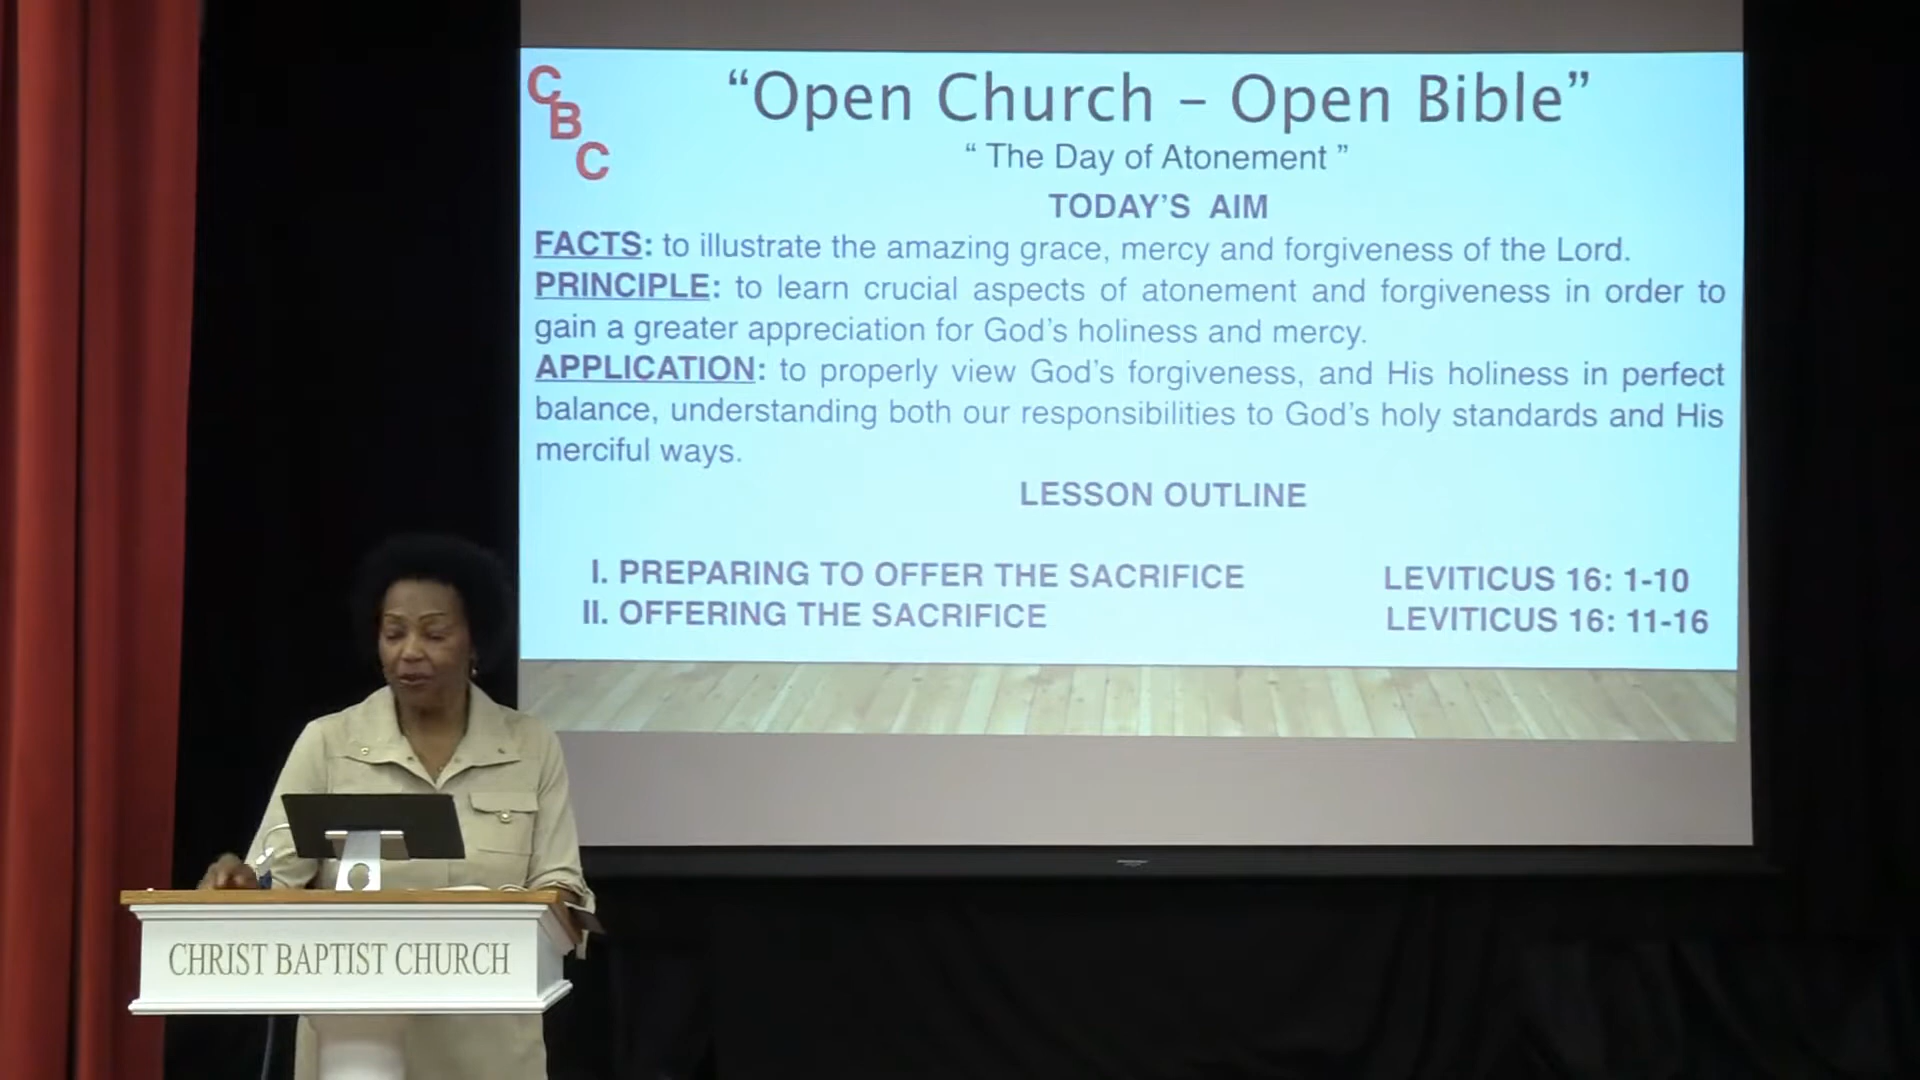 C
B
C
“Open Church – Open Bible”
“ The Day of Atonement ”
TODAY’S AIM
FACTS: to illustrate the amazing grace, mercy and forgiveness of the Lord.
PRINCIPLE: to learn crucial aspects of atonement and forgiveness in order to
gain a greater appreciation for God’s holiness and mercy.
APPLICATION: to properly view God’s forgiveness, and His holiness in perfect
balance, understanding both our responsibilities to God’s holy standards and His
merciful ways.
LESSON OUTLINE
I. PREPARING TO OFFER THE SACRIFICE LEVITICUS 16: 1-10
II. OFFERING THE SACRIFICE LEVITICUS 16: 11-16
CHRIST BAPTIST CHURCH